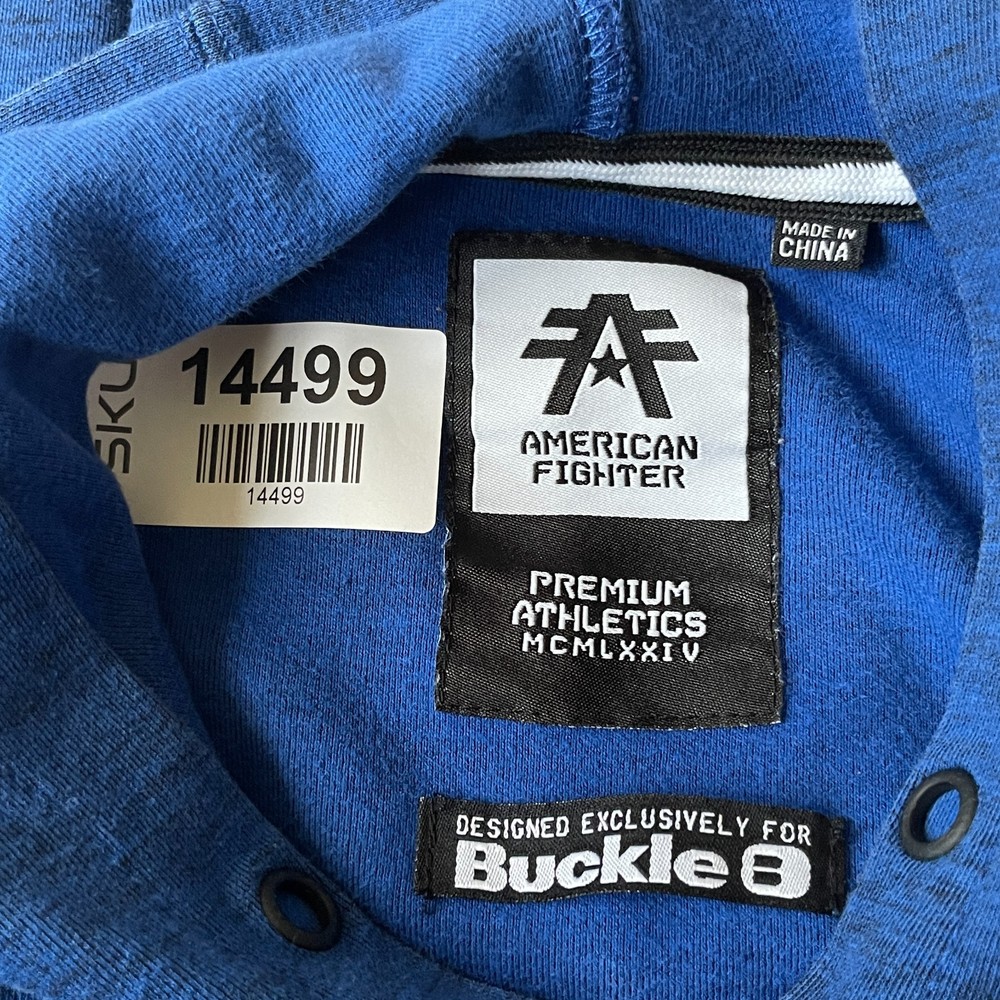 MADE IN
CHINA
SKU
14499
14499
AMERICAN
FIGHTER
PREMIUM
ATHLETICS
MCMLXXIV
DESIGNED EXCLUSIVELY FOR
Buckle B